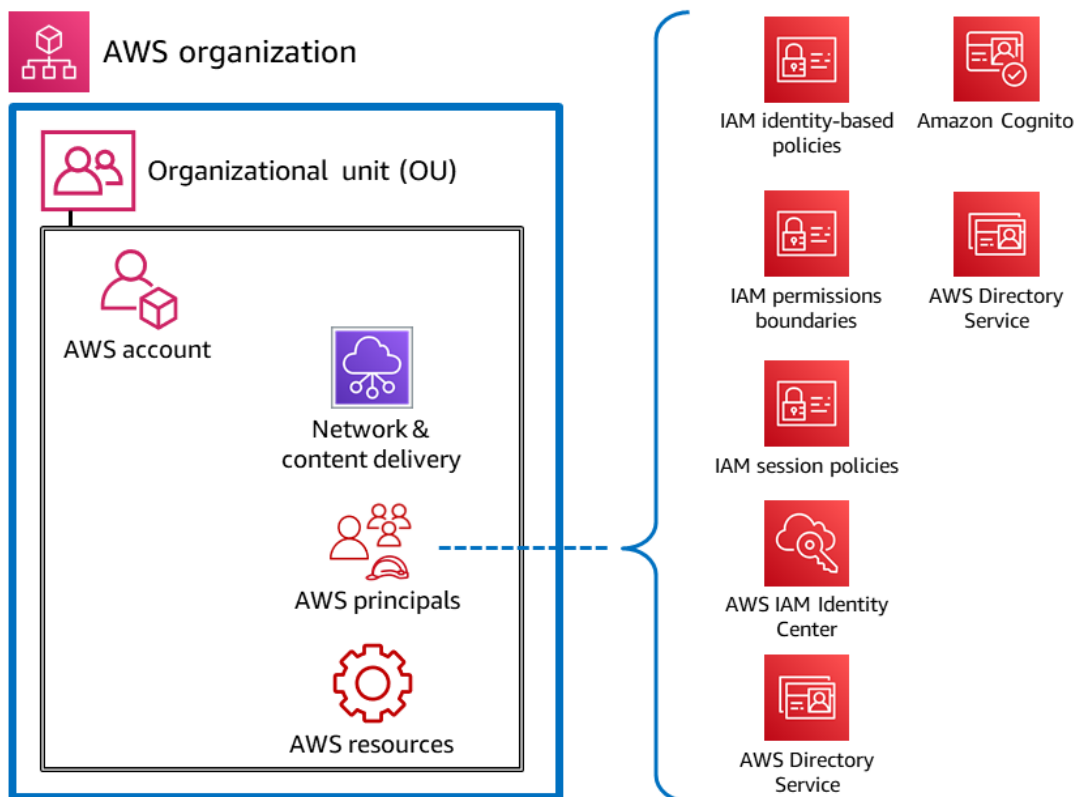 AWS organization
Organizational unit (OU)
AWS account
Network &
content delivery
AWS principals
AWS resources
IAM identity-based
policies
Amazon Cognito
IAM permissions
boundaries
AWS Directory
Service
IAM session policies
AWS IAM Identity
Center
AWS Directory
Service